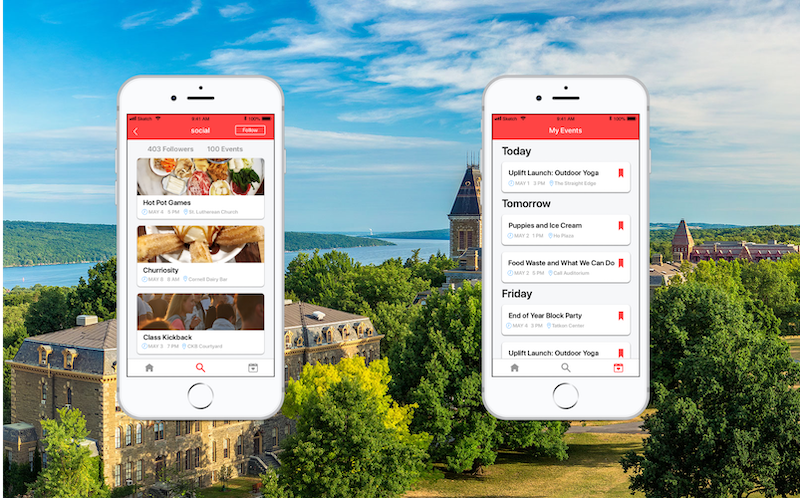 Sketch 9:41 AM 100%
social Follow
403 Followers 100 Events
Hot Pot Games
MAY 4 5 PM St. Lutherean Church
Churriosity
MAY 8 8 AM Cornell Dairy Bar
Class Kickback
MAY 3 7 PM CKB Courtyard
Sketch 9:41 AM 100%
My Events
Today
Uplift Launch: Outdoor Yoga
MAY 1 3 PM The Straight Edge
Tomorrow
Puppies and Ice Cream
MAY 2 1 PM Ho Plaza
Food Waste and What We Can Do
MAY 2 5 PM Call Auditorium
Friday
End of Year Block Party
MAY 4 3 PM Tatkon Center
Uplift Launch: Outdoor Yoga